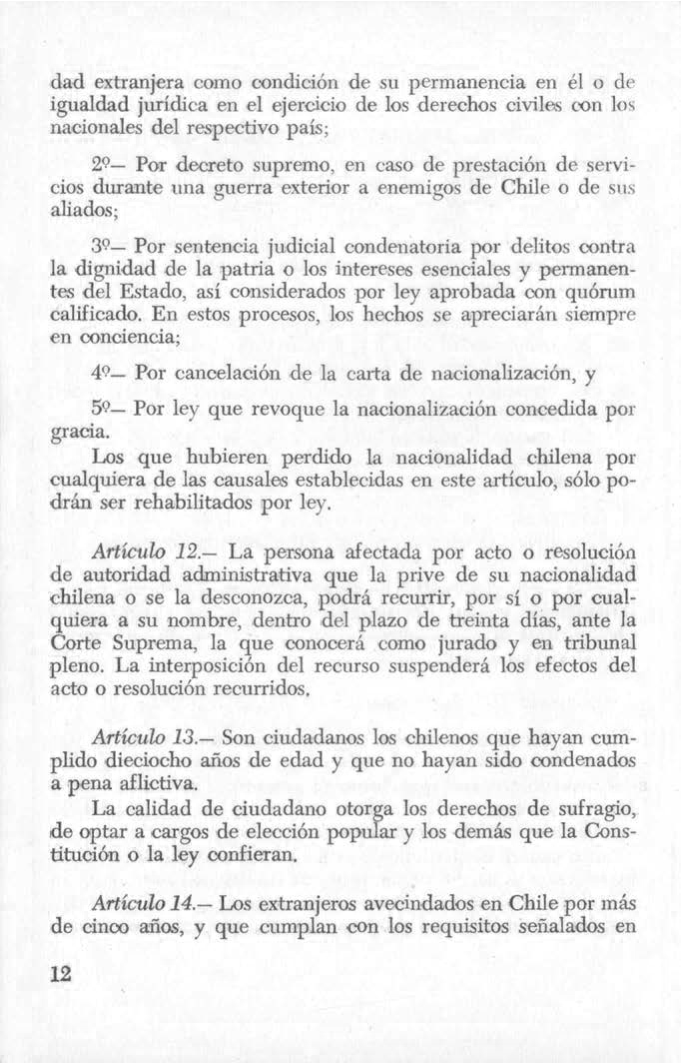 dad extranjera como condición de su permanencia en él o de
igualdad jurídica en el ejercicio de los derechos civiles con los
nacionales del respectivo país;
2º— Por decreto supremo, en caso de prestación de servi-
cios durante una guerra exterior a enemigos de Chile o de sus
aliados;
3º— Por sentencia judicial condenatoria por delitos contra
la dignidad de la patria o los intereses esenciales y permanen-
tes del Estado, así considerados por ley aprobada con quórum
calificado. En estos procesos, los hechos se apreciarán siempre
en conciencia;
4º— Por cancelación de la carta de nacionalización, y
5º— Por ley que revoque la nacionalización concedida por
gracia.
Los que hubieren perdido la nacionalidad chilena por
cualquiera de las causales establecidas en este artículo, sólo po-
drán ser rehabilitados por ley.
Artículo 12.— La persona afectada por acto o resolución
de autoridad administrativa que la prive de su nacionalidad
chilena o se la desconozca, podrá recurrir, por sí o por cual-
quiera a su nombre, dentro del plazo de treinta días, ante la
Corte Suprema, la que conocerá como jurado y en tribunal
pleno. La interposición del recurso suspenderá los efectos del
acto o resolución recurridos.
Artículo 13.— Son ciudadanos los chilenos que hayan cum-
plido dieciocho años de edad y que no hayan sido condenados
a pena aflictiva.
La calidad de ciudadano otorga los derechos de sufragio,
de optar a cargos de elección popular y los demás que la Cons-
titución o la ley confieran.
Artículo 14.— Los extranjeros avecindados en Chile por más
de cinco años, y que cumplan con los requisitos señalados en
12